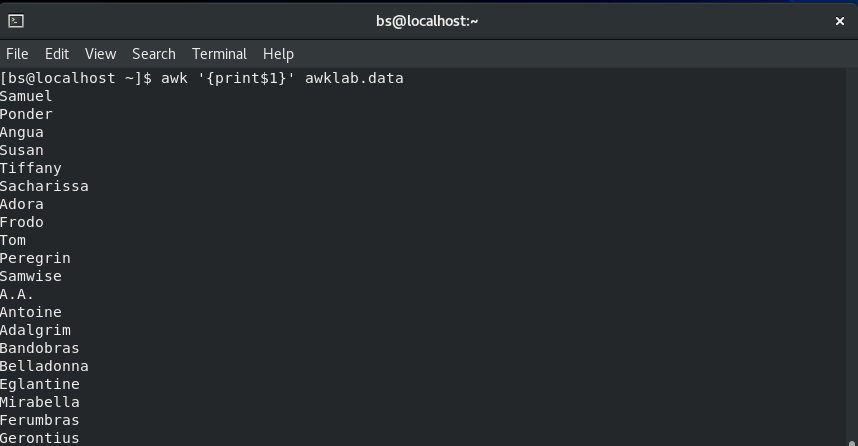 bs@localhost:~
File Edit View Search Terminal Help
[bs@localhost ~]$ awk '{print$1}' awklab.data
Samuel
Ponder
Angua
Susan
Tiffany
Sacharissa
Adora
Frodo
Tom
Peregrin
Samwise
A.A.
Antoine
Adalgrim
Bandobras
Belladonna
Eglantine
Mirabella
Ferumbras
Gerontius